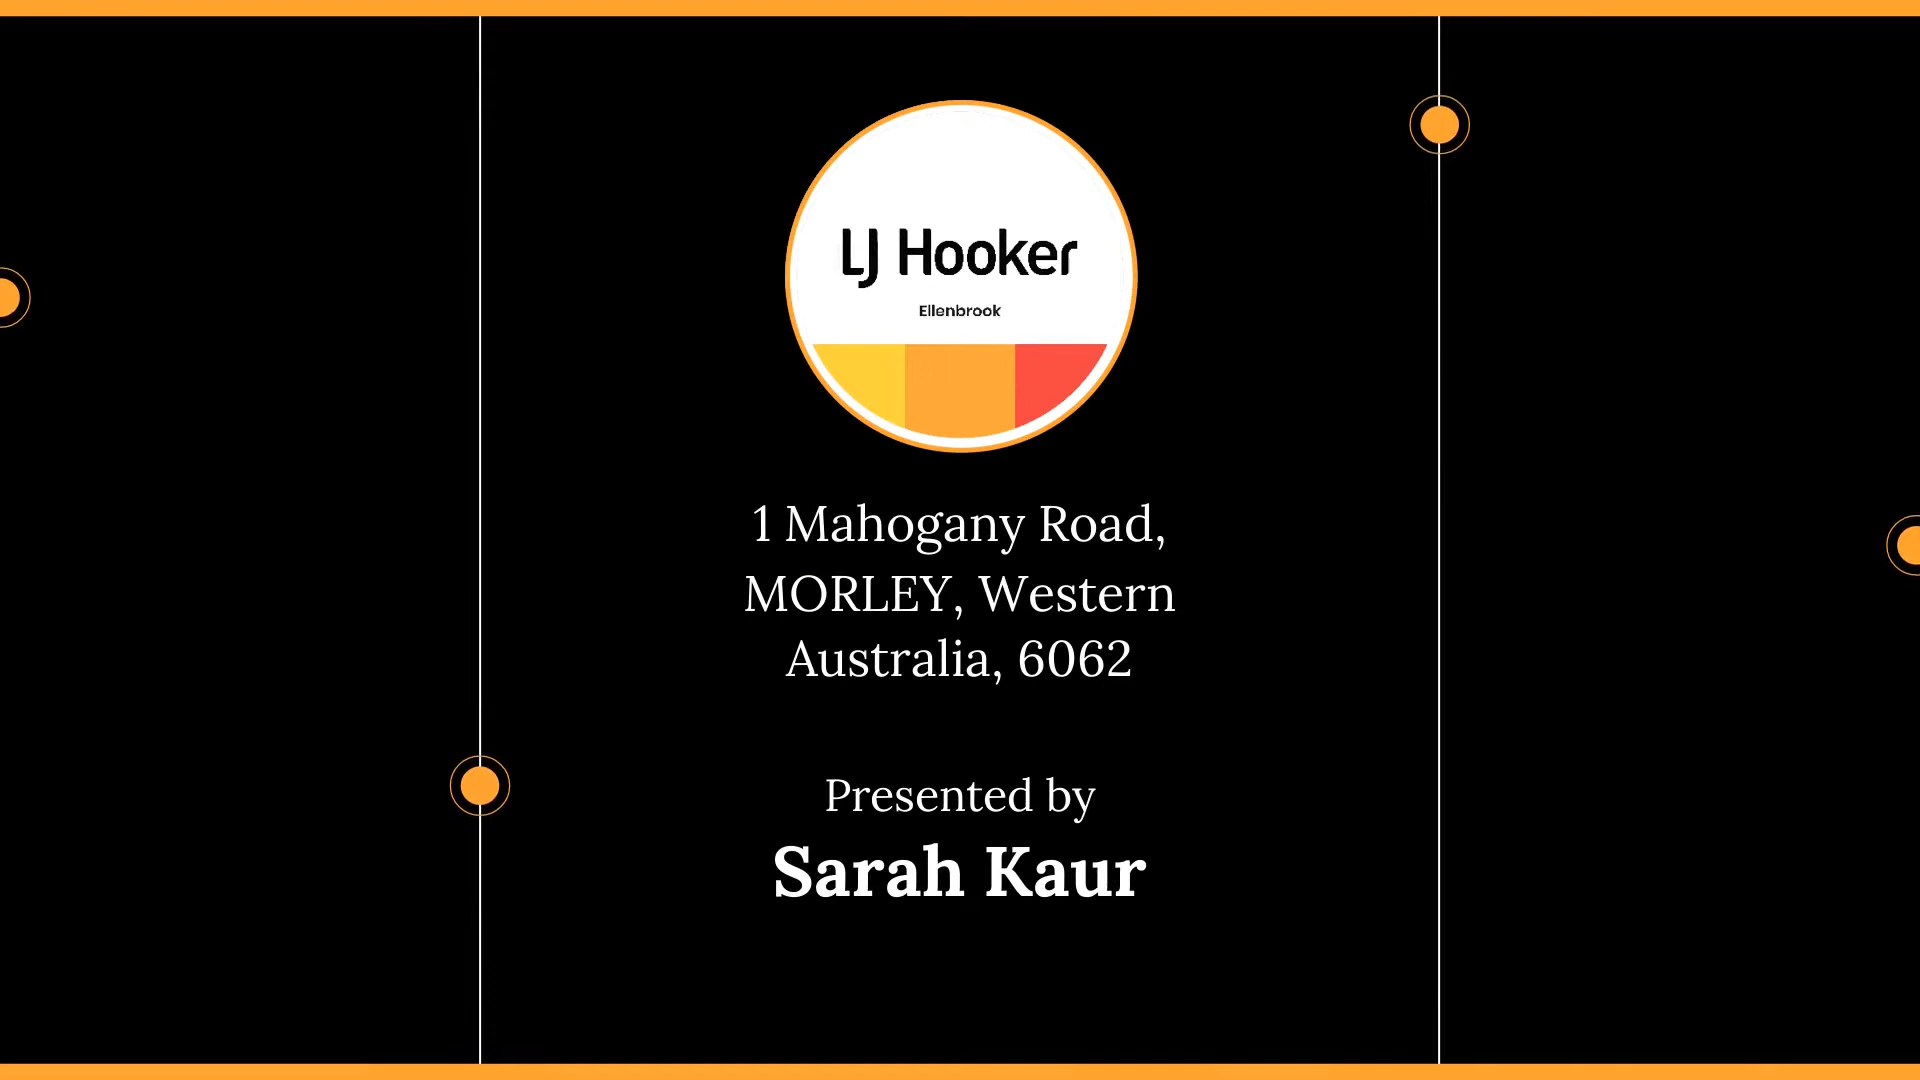 LJ Hooker
Ellenbrook
1 Mahogany Road,
MORLEY, Western
Australia, 6062
Presented by
Sarah Kaur